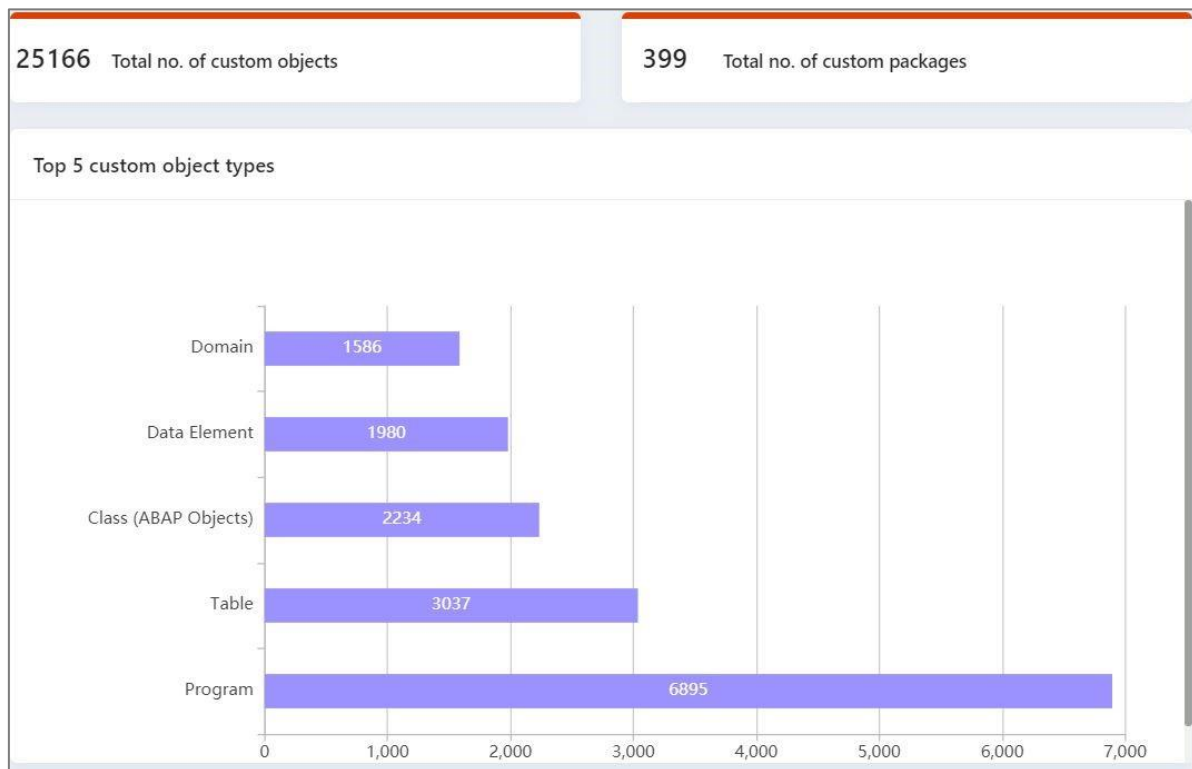 25166 Total no. of custom objects
399 Total no. of custom packages
Top 5 custom object types
Domain 1586
Data Element 1980
Class (ABAP Objects) 2234
Table 3037
Program 6895
0 1,000 2,000 3,000 4,000 5,000 6,000 7,000